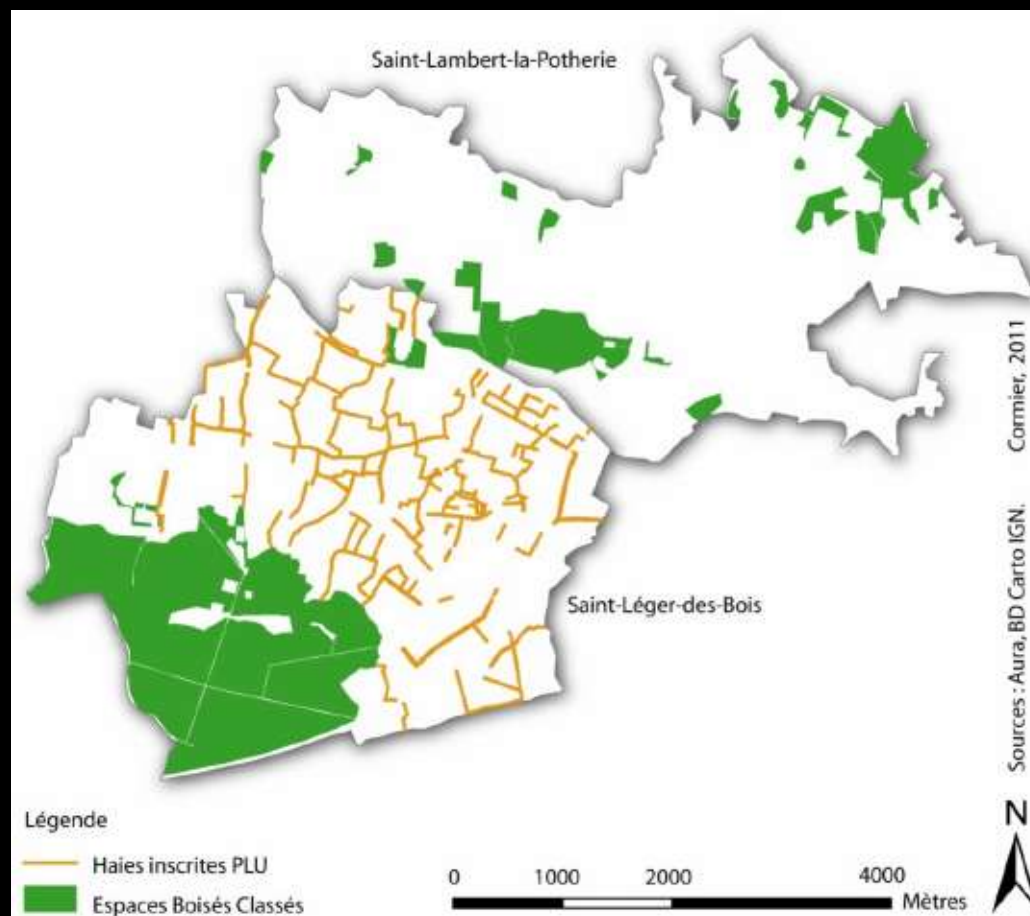 Saint-Lambert-la-Potherie
Saint-Léger-des-Bois
Sources : Aura, BD Carto IGN. Cormier, 2011
Légende
Haies inscrites PLU
Espaces Boisés Classés
0 1000 2000 4000
Mètres
N